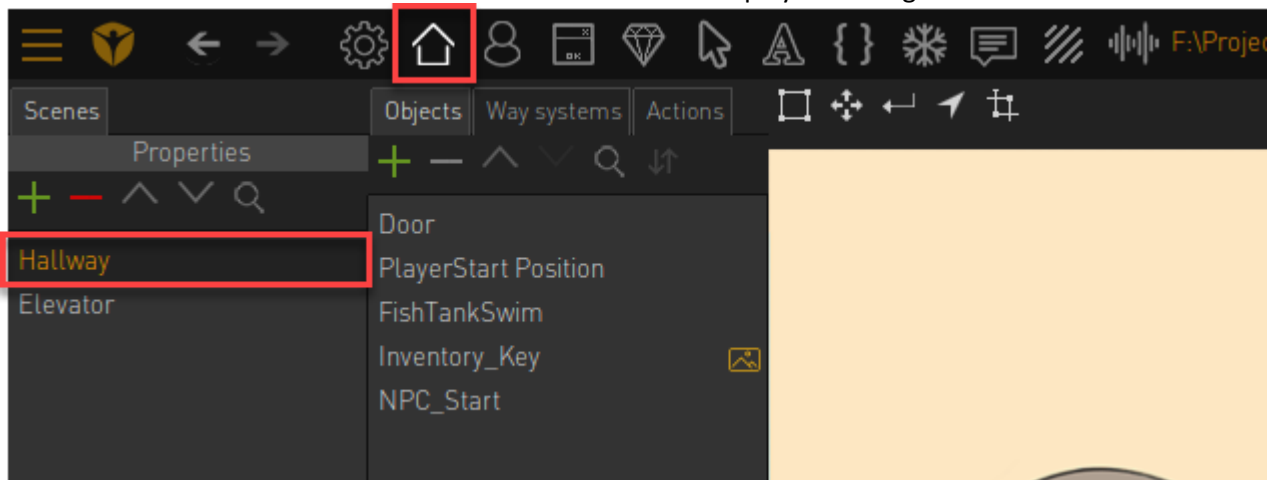 F:\Projec
Scenes
Objects Way systems Actions
Properties
Hallway
Elevator
Door
PlayerStart Position
FishTankSwim
Inventory_Key
NPC_Start